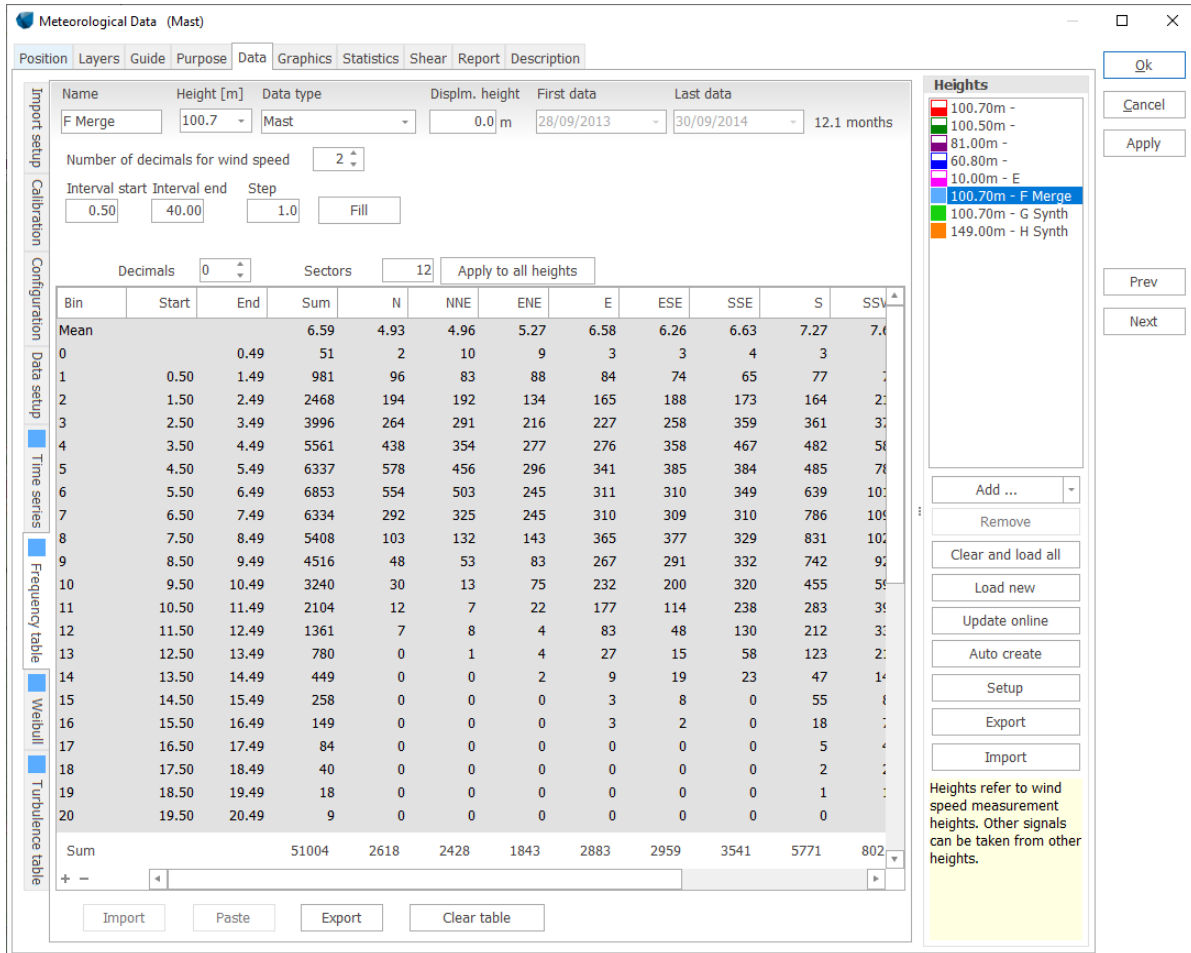 Meteorological Data (Mast)
Position Layers Guide Purpose Data Graphics Statistics Shear Report Description
Import setup
Calibration
Configuration
Data setup
Time series
Frequency table
Weibull
Turbulence table
Name Height [m] Data type Displm. height First data Last data
F Merge 100.7 Mast 0.0 m 28/09/2013 30/09/2014 12.1 months
Number of decimals for wind speed 2
Interval start Interval end Step
0.50 40.00 1.0 Fill
Decimals 0 Sectors 12 Apply to all heights
Bin Start End Sum N NNE ENE E ESE SSE S
Mean 6.59 4.93 4.96 5.27 6.58 6.26 6.63 7.27
0 0.49 51 2 10 9 3 3 4 3
1 0.50 1.49 981 96 83 88 84 74 65 77
2 1.50 2.49 2468 194 192 134 165 188 173 164
3 2.50 3.49 3996 264 291 216 227 258 359 361
4 3.50 4.49 5561 438 354 277 276 358 467 482
5 4.50 5.49 6337 578 456 296 341 385 384 485
6 5.50 6.49 6853 554 503 245 311 310 349 639
7 6.50 7.49 6334 292 325 245 310 309 310 786
8 7.50 8.49 5408 103 132 143 365 377 329 831
9 8.50 9.49 4516 48 53 83 267 291 332 742
10 9.50 10.49 3240 30 13 75 232 200 320 455
11 10.50 11.49 2104 12 7 22 177 114 238 283
12 11.50 12.49 1361 7 8 4 83 48 130 212
13 12.50 13.49 780 0 1 4 27 15 58 123
14 13.50 14.49 449 0 0 2 9 19 23 47
15 14.50 15.49 258 0 0 0 3 8 0 55
16 15.50 16.49 149 0 0 0 3 2 0 18
17 16.50 17.49 84 0 0 0 0 0 0 5
18 17.50 18.49 40 0 0 0 0 0 0 2
19 18.50 19.49 18 0 0 0 0 0 0 1
20 19.50 20.49 9 0 0 0 0 0 0 0
Sum 51004 2618 2428 1843 2883 2959 3541 5771 802
+ −
Import Paste Export Clear table
Heights
100.70m -
100.50m -
81.00m -
60.80m -
10.00m - E
100.70m - F Merge
100.70m - G Synth
149.00m - H Synth
Add ...
Remove
Clear and load all
Load new
Update online
Auto create
Setup
Export
Import
Heights refer to wind
speed measurement
heights. Other signals
can be taken from other
heights.
Ok
Cancel
Apply
Prev
Next